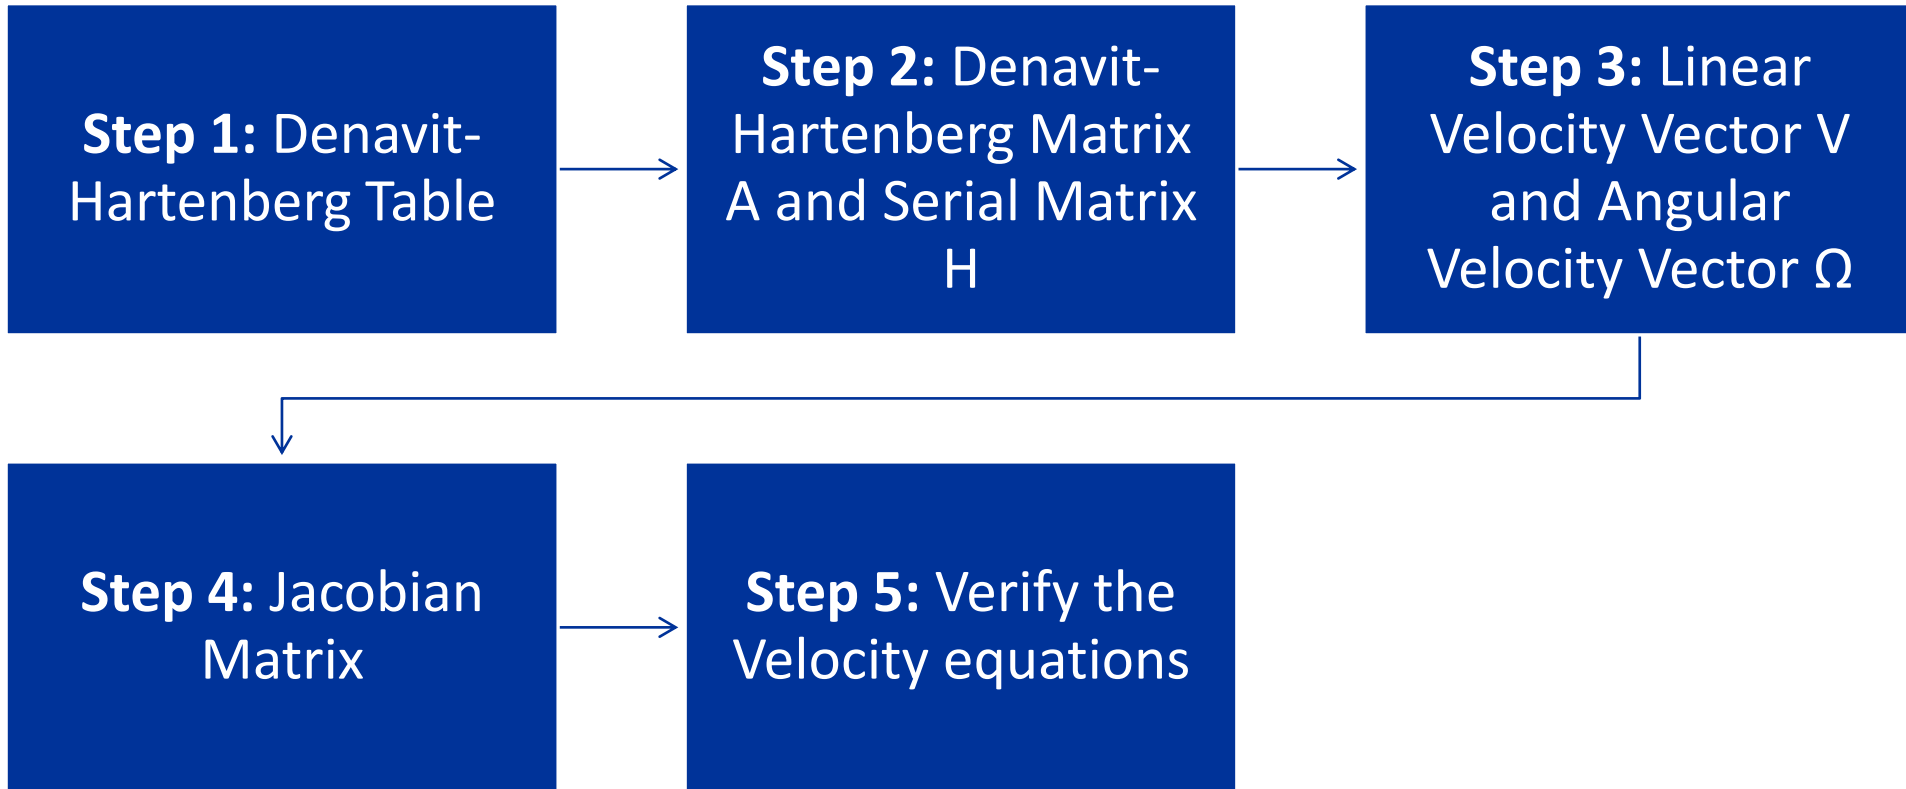 Step 1: Denavit-
Hartenberg Table
Step 2: Denavit-
Hartenberg Matrix
A and Serial Matrix
H
Step 3: Linear
Velocity Vector V
and Angular
Velocity Vector Ω
Step 4: Jacobian
Matrix
Step 5: Verify the
Velocity equations